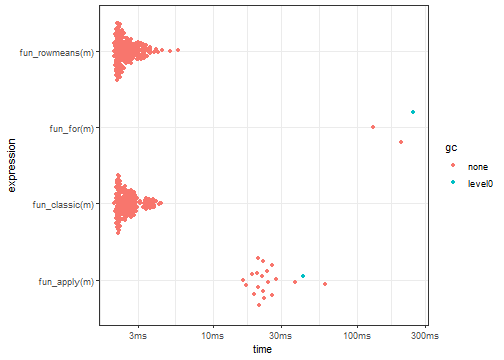 expression
fun_rowmeans(m)
fun_for(m)
fun_classic(m)
fun_apply(m)
3ms 10ms 30ms 100ms 300ms
time
gc
none
level0